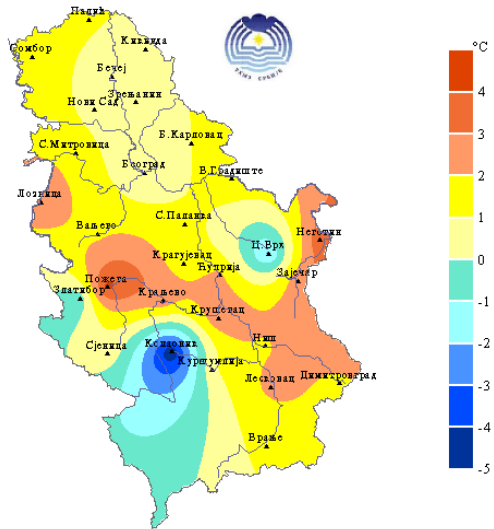 Палић
°C
Сомбор
Кикинда
Бечеј
4
Зрењанин
Нови Сад
3
Б.Карловац
С.Митровица
Београд
В.Градиште
2
Лозница
С.Паланка
Ваљево
Неготин
1
Ц.Врх
Крагујевац
Ћуприја
Зајечар
0
Пожега
Златибор
Краљево
-1
Крушевац
Ниш
-2
Сјеница
Копаоник
Куршумлија
Димитровград
Лесковац
-3
Врање
-4
-5